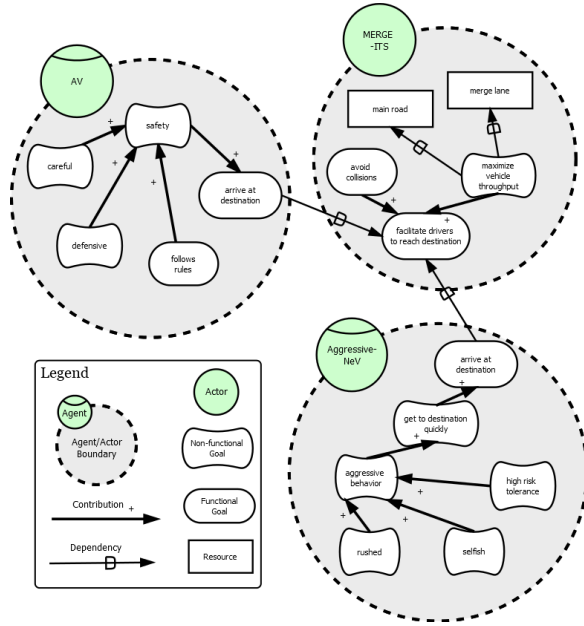 AV
safety
careful
defensive
follows
rules
arrive at
destination
+
+
+
+
MERGE
-ITS
main road
merge lane
avoid
collisions
maximize
vehicle
throughput
facilitate drivers
to reach destination
+
+
D
D
D
D
Aggressive-
NeV
arrive at
destination
get to destination
quickly
aggressive
behavior
high risk
tolerance
rushed
selfish
+
+
+
+
+
Legend
Agent
Agent/Actor
Boundary
Actor
Non-functional
Goal
Contribution
+
Functional
Goal
Dependency
D
Resource